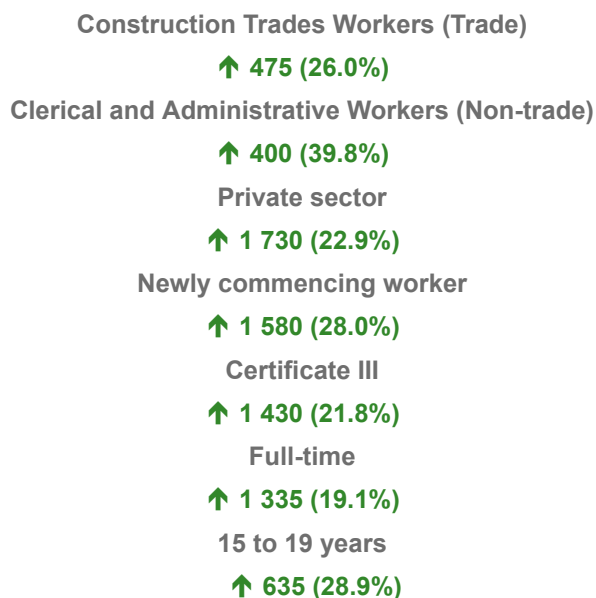 Construction Trades Workers (Trade)
↑ 475 (26.0%)
Clerical and Administrative Workers (Non-trade)
↑ 400 (39.8%)
Private sector
↑ 1 730 (22.9%)
Newly commencing worker
↑ 1 580 (28.0%)
Certificate III
↑ 1 430 (21.8%)
Full-time
↑ 1 335 (19.1%)
15 to 19 years
↑ 635 (28.9%)